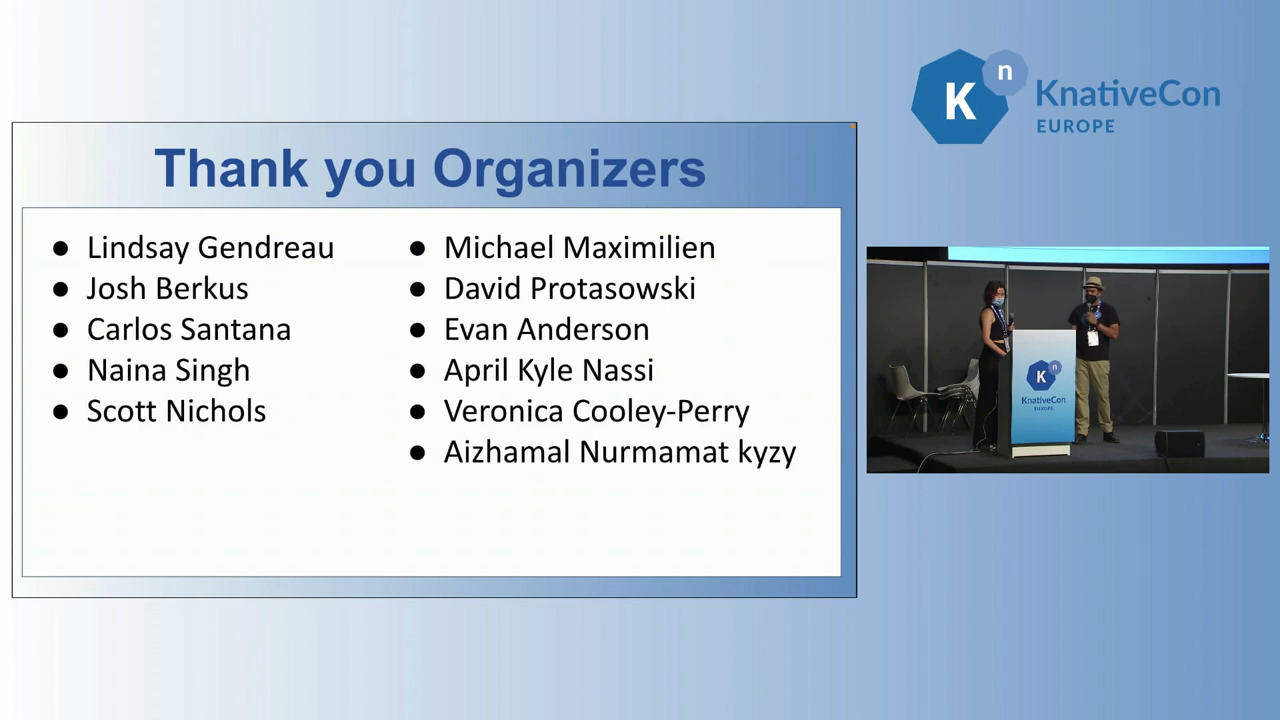 Thank you Organizers
● Lindsay Gendreau
● Josh Berkus
● Carlos Santana
● Naina Singh
● Scott Nichols
● Michael Maximilien
● David Protasowski
● Evan Anderson
● April Kyle Nassi
● Veronica Cooley-Perry
● Aizhamal Nurmamat kyzy
K n
KnativeCon
EUROPE
K n
KnativeCon
EUROPE